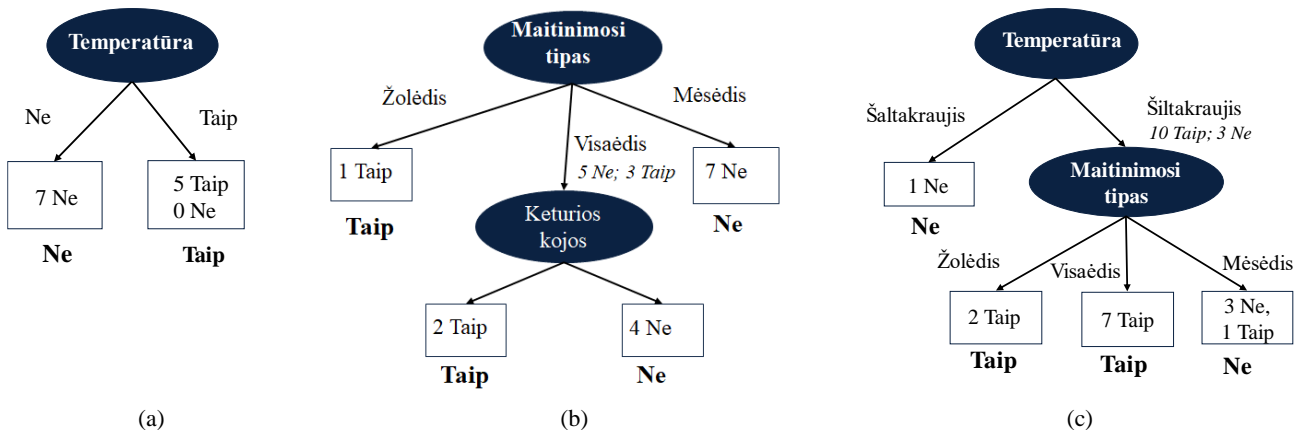 Temperatūra
Ne
Taip
7 Ne
5 Taip
0 Ne
Ne
Taip
(a)
Maitinimosi
tipas
Žolėdis
Visaėdis
5 Ne; 3 Taip
Mėsėdis
1 Taip
Taip
7 Ne
Ne
Keturios
kojos
2 Taip
4 Ne
Taip
Ne
(b)
Temperatūra
Šaltakraujis
Šiltakraujis
10 Taip; 3 Ne
1 Ne
Ne
Maitinimosi
tipas
Žolėdis
Visaėdis
Mėsėdis
2 Taip
7 Taip
3 Ne,
1 Taip
Taip
Taip
Ne
(c)